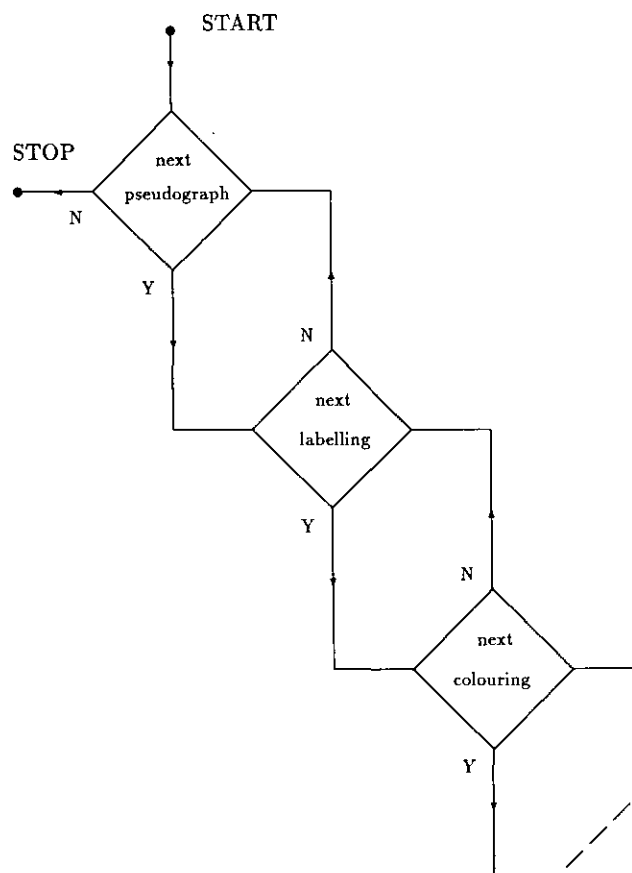 START
STOP
next
pseudograph
N
Y
N
next
labelling
Y
N
next
colouring
Y